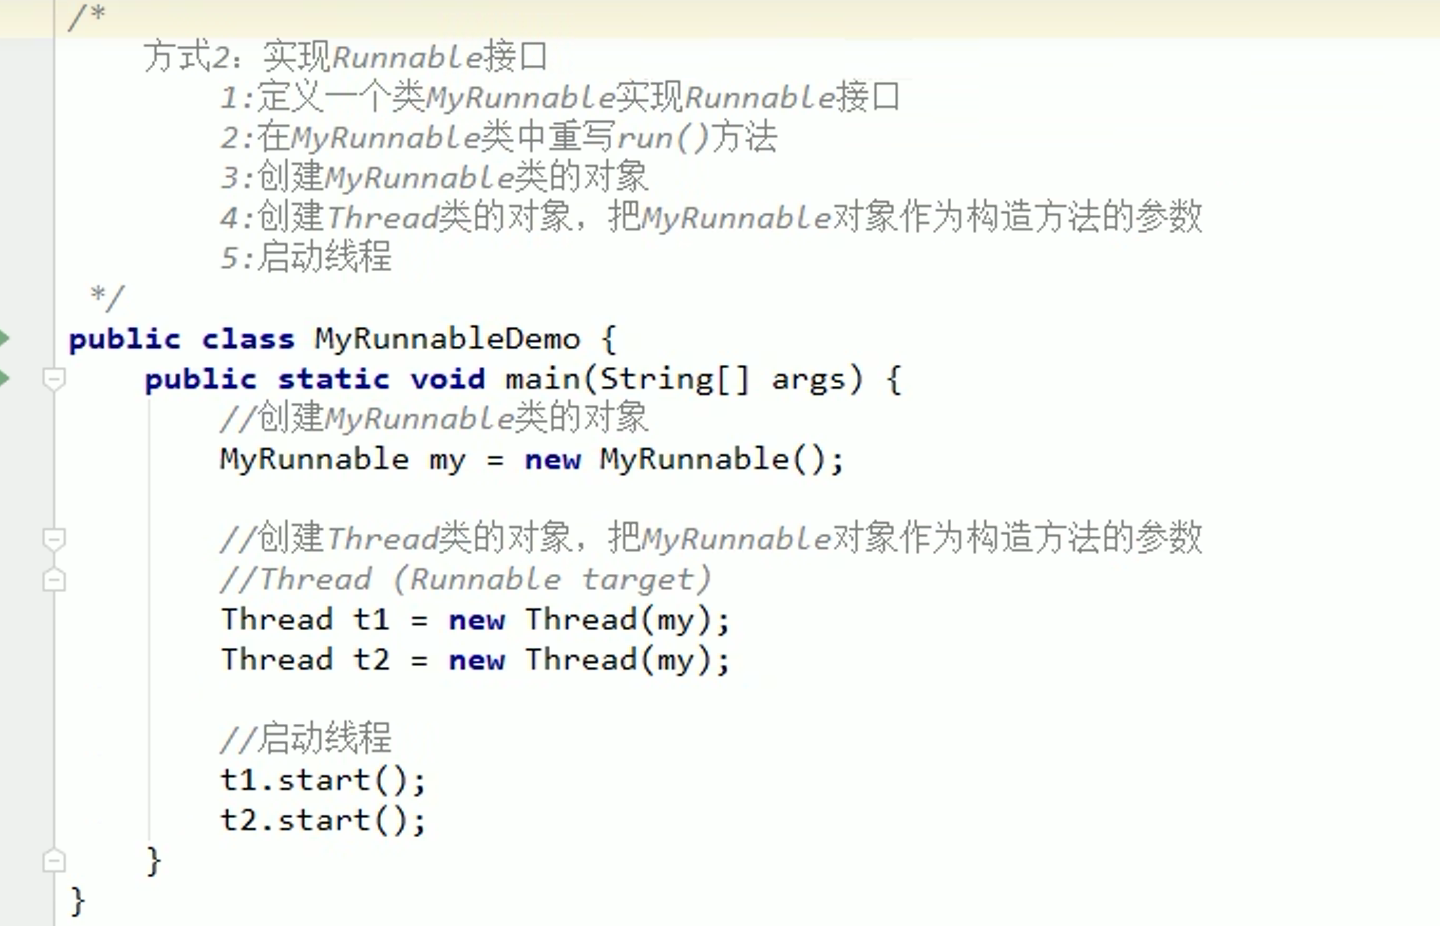 /*
方式2：实现Runnable接口
1:定义一个类MyRunnable实现Runnable接口
2:在MyRunnable类中重写run()方法
3:创建MyRunnable类的对象
4:创建Thread类的对象，把MyRunnable对象作为构造方法的参数
5:启动线程
*/
public class MyRunnableDemo {
public static void main(String[] args) {
//创建MyRunnable类的对象
MyRunnable my = new MyRunnable();
//创建Thread类的对象，把MyRunnable对象作为构造方法的参数
//Thread (Runnable target)
Thread t1 = new Thread(my);
Thread t2 = new Thread(my);
//启动线程
t1.start();
t2.start();
}
}